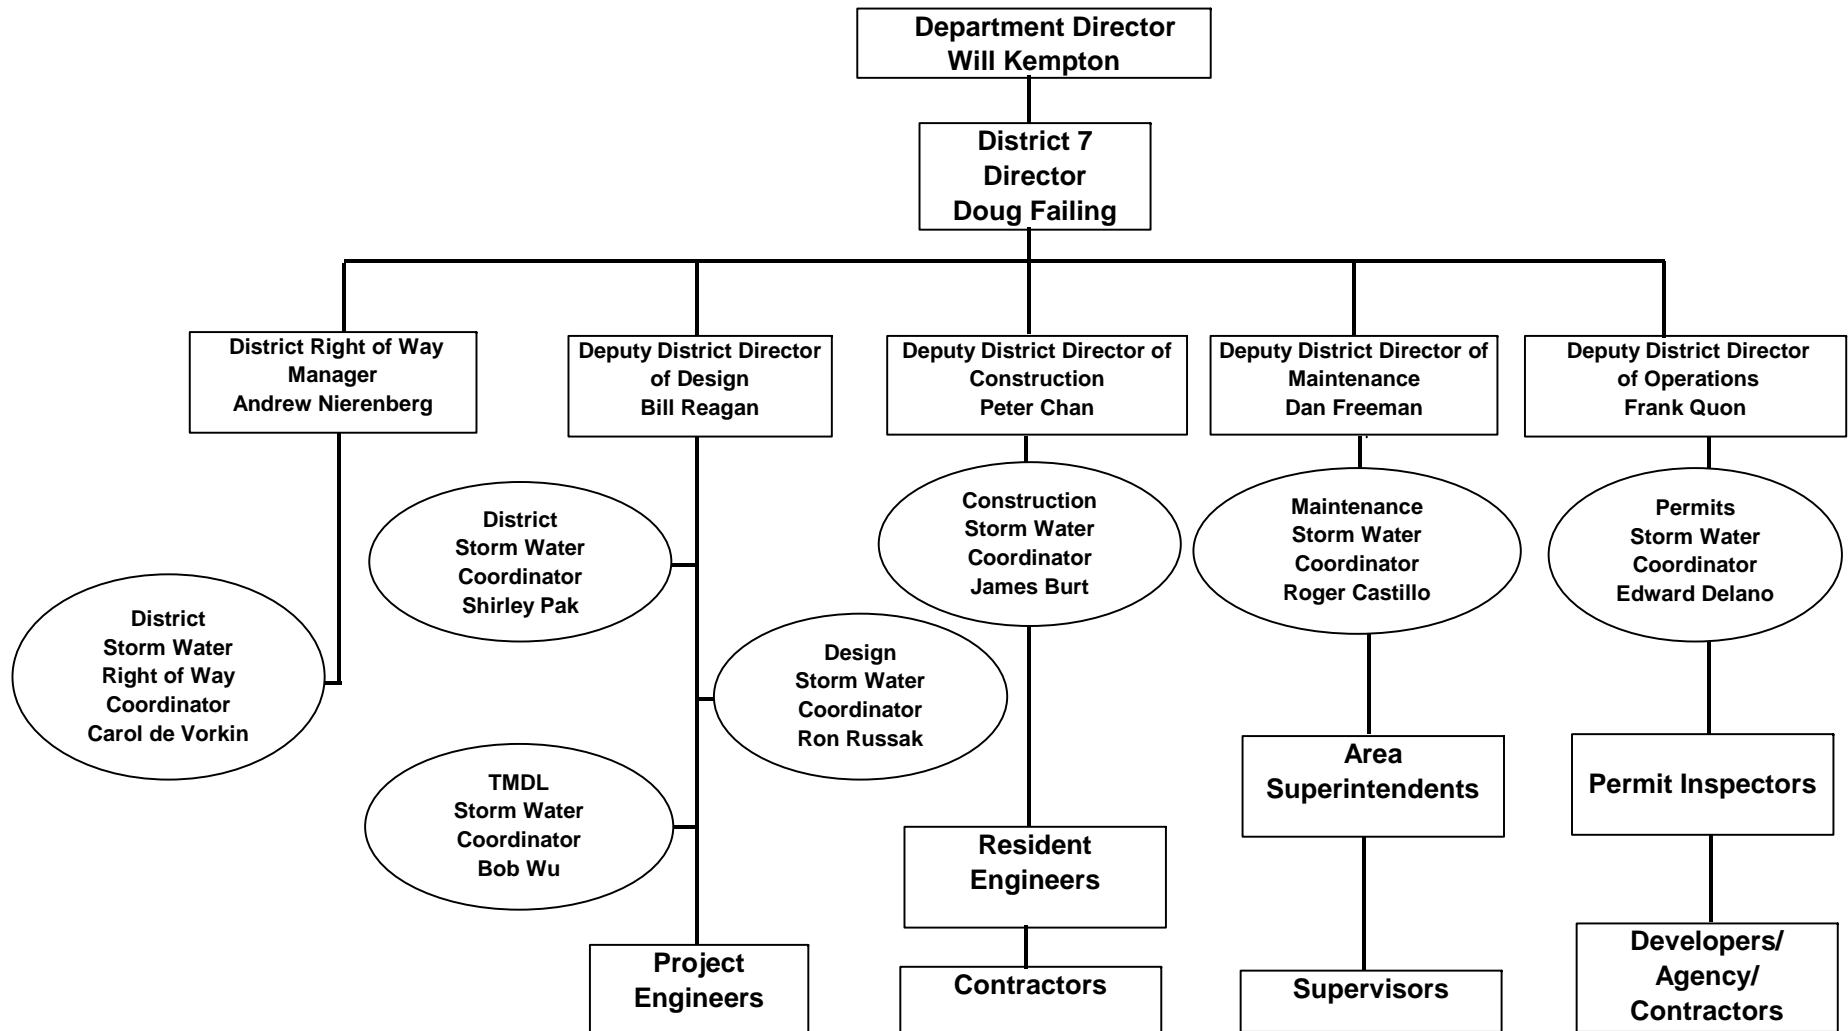 Department Director
Will Kempton
District 7
Director
Doug Failing
District Right of Way
Manager
Andrew Nierenberg
Deputy District Director
of Design
Bill Reagan
Deputy District Director of
Construction
Peter Chan
Deputy District Director of
Maintenance
Dan Freeman
Deputy District Director
of Operations
Frank Quon
District
Storm Water
Right of Way
Coordinator
Carol de Vorkin
District
Storm Water
Coordinator
Shirley Pak
Design
Storm Water
Coordinator
Ron Russak
TMDL
Storm Water
Coordinator
Bob Wu
Project
Engineers
Construction
Storm Water
Coordinator
James Burt
Resident
Engineers
Contractors
Maintenance
Storm Water
Coordinator
Roger Castillo
Area
Superintendents
Supervisors
Permits
Storm Water
Coordinator
Edward Delano
Permit Inspectors
Developers/
Agency/
Contractors